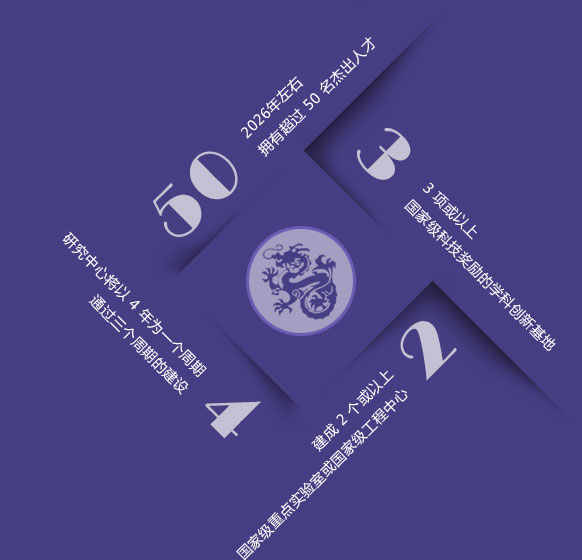 50
2026年左右
拥有超过 50 名杰出人才
3
3 项或以上
国家级科技奖励的学科创新基地
研究中心将以 4 年为一个周期
通过三个周期的建设
4
2
建成 2 个或以上
国家级重点实验室或国家级工程中心